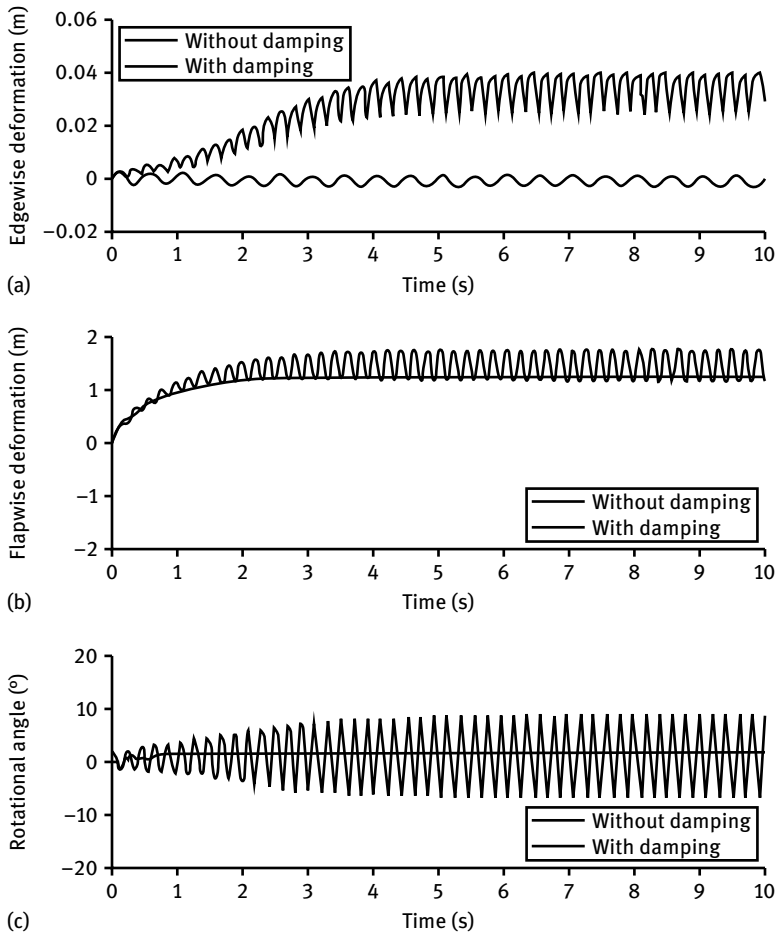 Edgewise deformation (m)
0.06
0.04
0.02
0
−0.02
Without damping
With damping
0 1 2 3 4 5 6 7 8 9 10
Time (s)
(a)
Flapwise deformation (m)
2
1
0
−1
−2
Without damping
With damping
0 1 2 3 4 5 6 7 8 9 10
Time (s)
(b)
Rotational angle (º)
20
10
0
−10
−20
Without damping
With damping
0 1 2 3 4 5 6 7 8 9 10
Time (s)
(c)